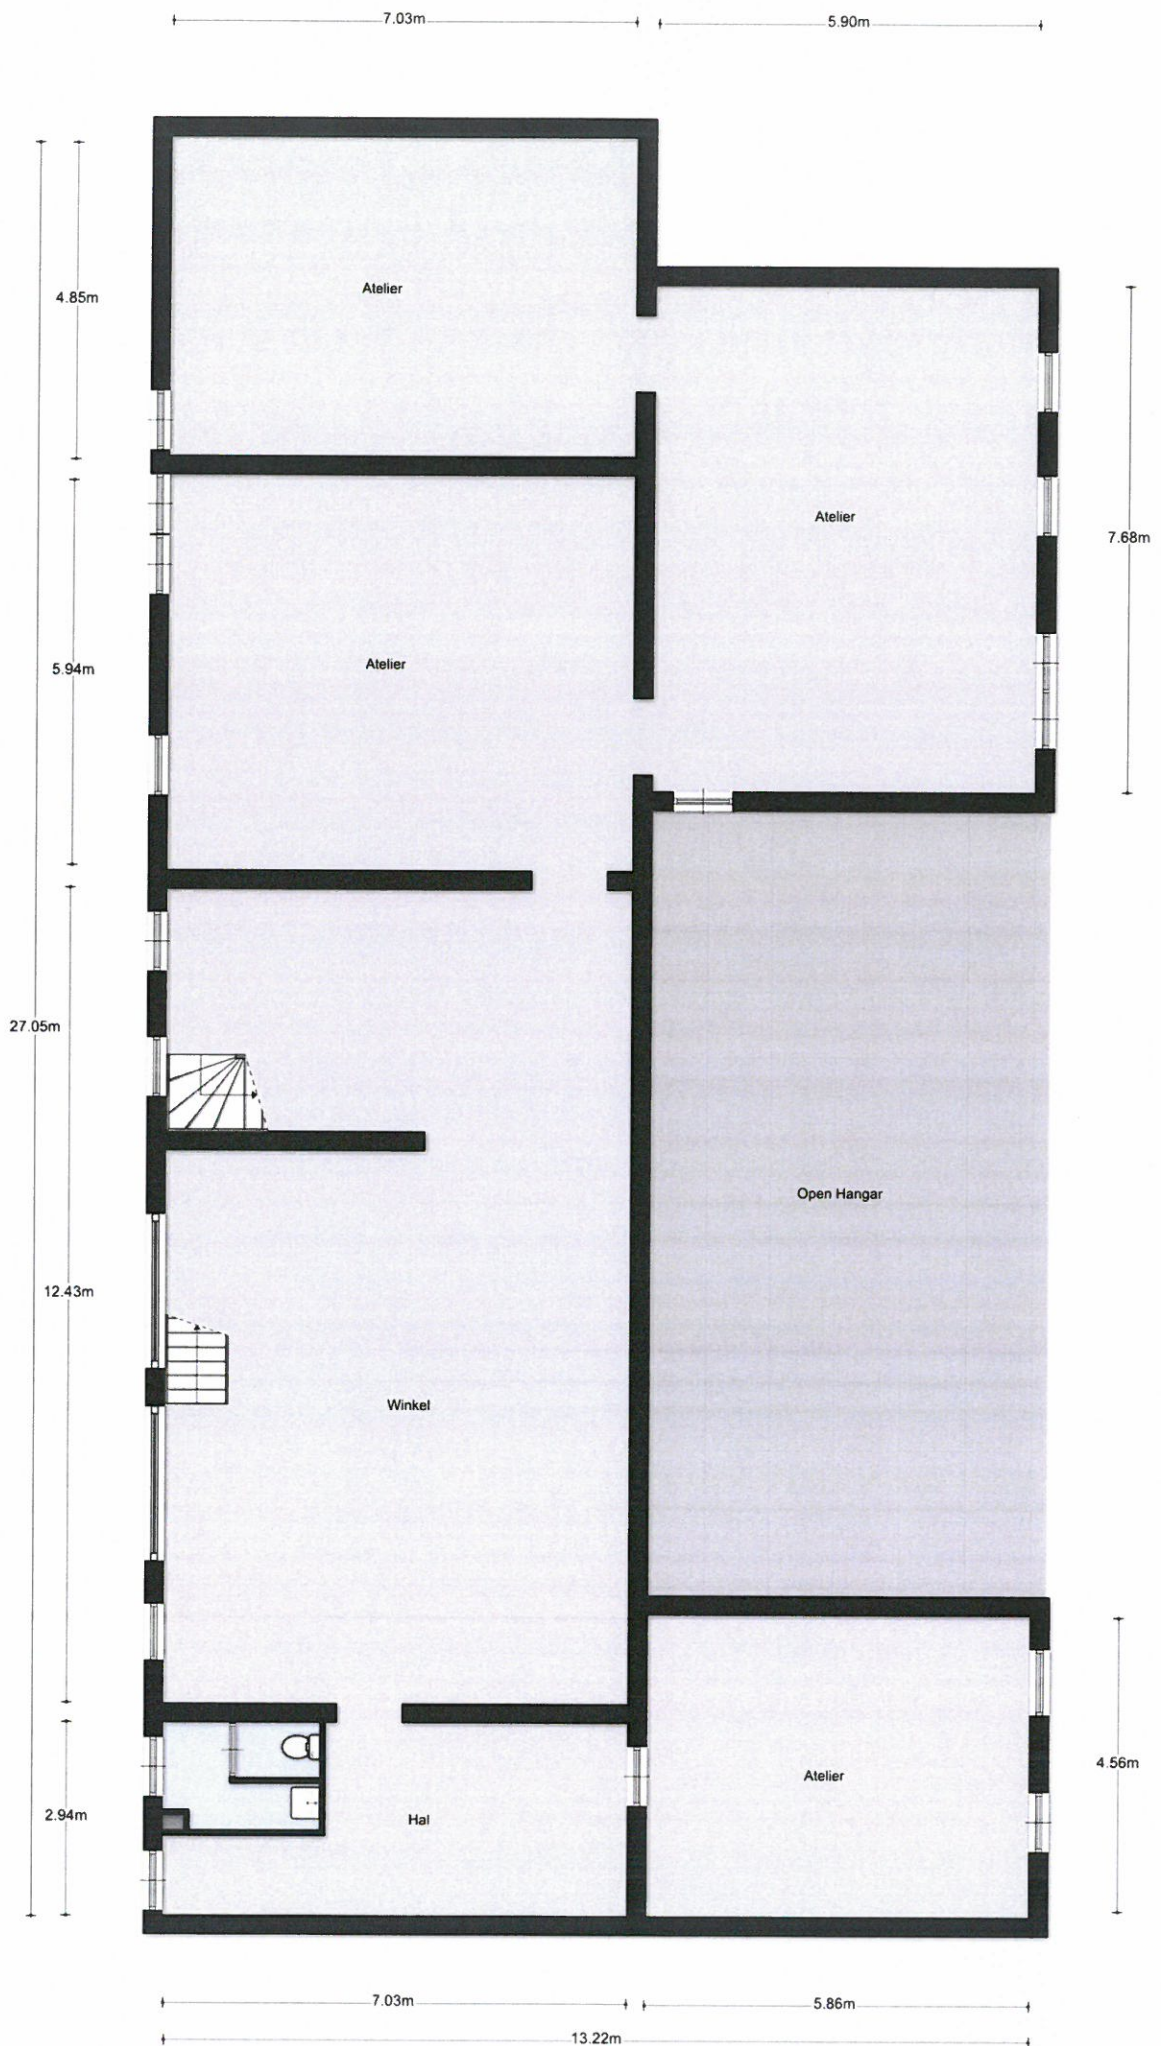 7.03m
5.90m
4.85m
Atelier
Atelier
7.68m
5.94m
Atelier
27.05m
Open Hangar
12.43m
Winkel
4.56m
Atelier
2.94m
Hal
7.03m
5.86m
13.22m